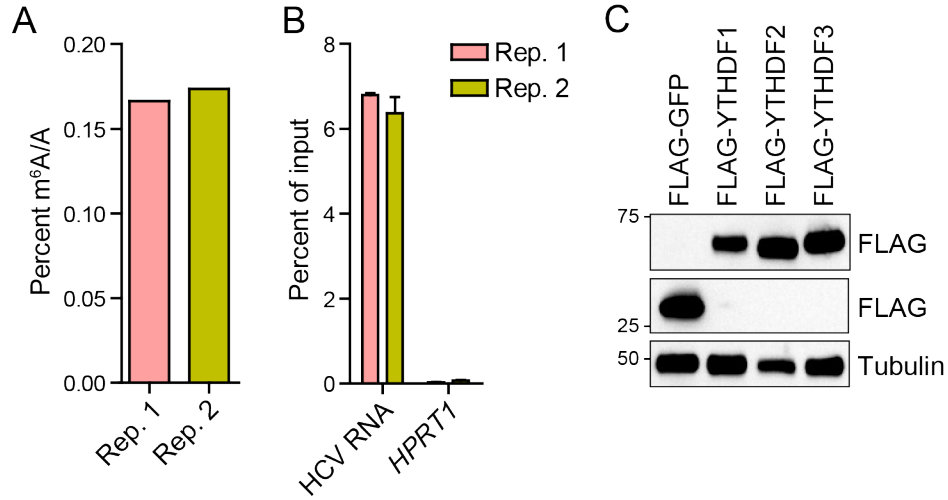 A
Percent m⁶A/A
0.20
0.15
0.10
0.05
0.00
Rep. 1
Rep. 2
B
Percent of input
8
6
4
2
0
Rep. 1
Rep. 2
HCV RNA
HPRT1
C
FLAG-GFP
FLAG-YTHDF1
FLAG-YTHDF2
FLAG-YTHDF3
75
FLAG
FLAG
25
50
Tubulin